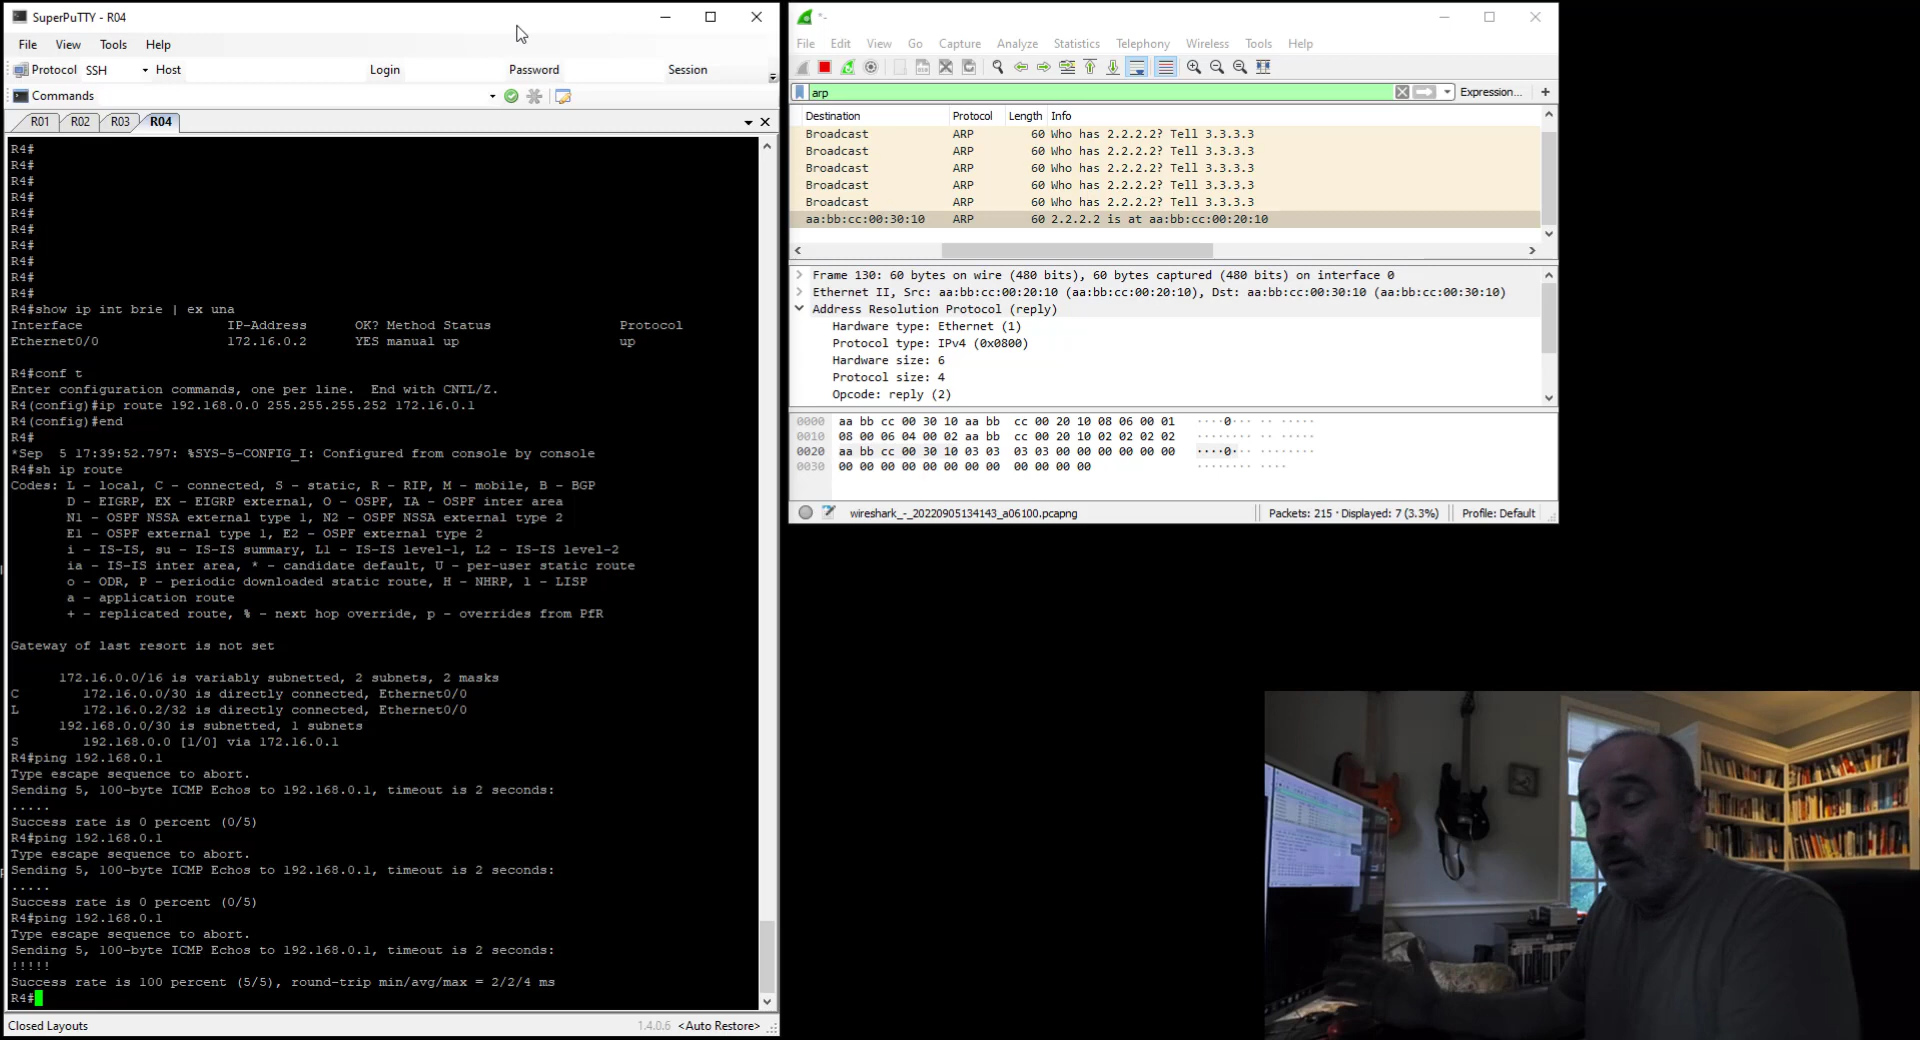 SuperPuTTY - R04
File View Tools Help
Protocol SSH Host Login Password Session
Commands
R01 R02 R03 R04
R4#
R4#
R4#
R4#
R4#
R4#
R4#
R4#
R4#
R4#
R4#show ip int brie | ex una
Interface IP-Address OK? Method Status Protocol
Ethernet0/0 172.16.0.2 YES manual up up
R4#conf t
Enter configuration commands, one per line. End with CNTL/Z.
R4(config)#ip route 192.168.0.0 255.255.255.252 172.16.0.1
R4(config)#end
R4#
*Sep 5 17:39:52.797: %SYS-5-CONFIG_I: Configured from console by console
R4#sh ip route
Codes: L - local, C - connected, S - static, R - RIP, M - mobile, B - BGP
D - EIGRP, EX - EIGRP external, O - OSPF, IA - OSPF inter area
N1 - OSPF NSSA external type 1, N2 - OSPF NSSA external type 2
E1 - OSPF external type 1, E2 - OSPF external type 2
i - IS-IS, su - IS-IS summary, L1 - IS-IS level-1, L2 - IS-IS level-2
ia - IS-IS inter area, * - candidate default, U - per-user static route
o - ODR, P - periodic downloaded static route, H - NHRP, l - LISP
a - application route
+ - replicated route, % - next hop override, p - overrides from PfR
Gateway of last resort is not set
172.16.0.0/16 is variably subnetted, 2 subnets, 2 masks
C 172.16.0.0/30 is directly connected, Ethernet0/0
L 172.16.0.2/32 is directly connected, Ethernet0/0
192.168.0.0/30 is subnetted, 1 subnets
S 192.168.0.0 [1/0] via 172.16.0.1
R4#ping 192.168.0.1
Type escape sequence to abort.
Sending 5, 100-byte ICMP Echos to 192.168.0.1, timeout is 2 seconds:
.....
Success rate is 0 percent (0/5)
R4#ping 192.168.0.1
Type escape sequence to abort.
Sending 5, 100-byte ICMP Echos to 192.168.0.1, timeout is 2 seconds:
.....
Success rate is 0 percent (0/5)
R4#ping 192.168.0.1
Type escape sequence to abort.
Sending 5, 100-byte ICMP Echos to 192.168.0.1, timeout is 2 seconds:
!!!!!
Success rate is 100 percent (5/5), round-trip min/avg/max = 2/2/4 ms
R4#
Closed Layouts 1.4.0.6 <Auto Restore>
*-
File Edit View Go Capture Analyze Statistics Telephony Wireless Tools Help
arp Expression... +
Destination Protocol Length Info
Broadcast ARP 60 Who has 2.2.2.2? Tell 3.3.3.3
Broadcast ARP 60 Who has 2.2.2.2? Tell 3.3.3.3
Broadcast ARP 60 Who has 2.2.2.2? Tell 3.3.3.3
Broadcast ARP 60 Who has 2.2.2.2? Tell 3.3.3.3
Broadcast ARP 60 Who has 2.2.2.2? Tell 3.3.3.3
aa:bb:cc:00:30:10 ARP 60 2.2.2.2 is at aa:bb:cc:00:20:10
Frame 130: 60 bytes on wire (480 bits), 60 bytes captured (480 bits) on interface 0
Ethernet II, Src: aa:bb:cc:00:20:10 (aa:bb:cc:00:20:10), Dst: aa:bb:cc:00:30:10 (aa:bb:cc:00:30:10)
Address Resolution Protocol (reply)
Hardware type: Ethernet (1)
Protocol type: IPv4 (0x0800)
Hardware size: 6
Protocol size: 4
Opcode: reply (2)
0000 aa bb cc 00 30 10 aa bb cc 00 20 10 08 06 00 01 ····0··· ·· ·····
0010 08 00 06 04 00 02 aa bb cc 00 20 10 02 02 02 02 ········ ·· ·····
0020 aa bb cc 00 30 10 03 03 03 03 00 00 00 00 00 00 ····0··· ········
0030 00 00 00 00 00 00 00 00 00 00 00 00 ········ ····
wireshark_-_20220905134143_a06100.pcapng Packets: 215 · Displayed: 7 (3.3%) Profile: Default